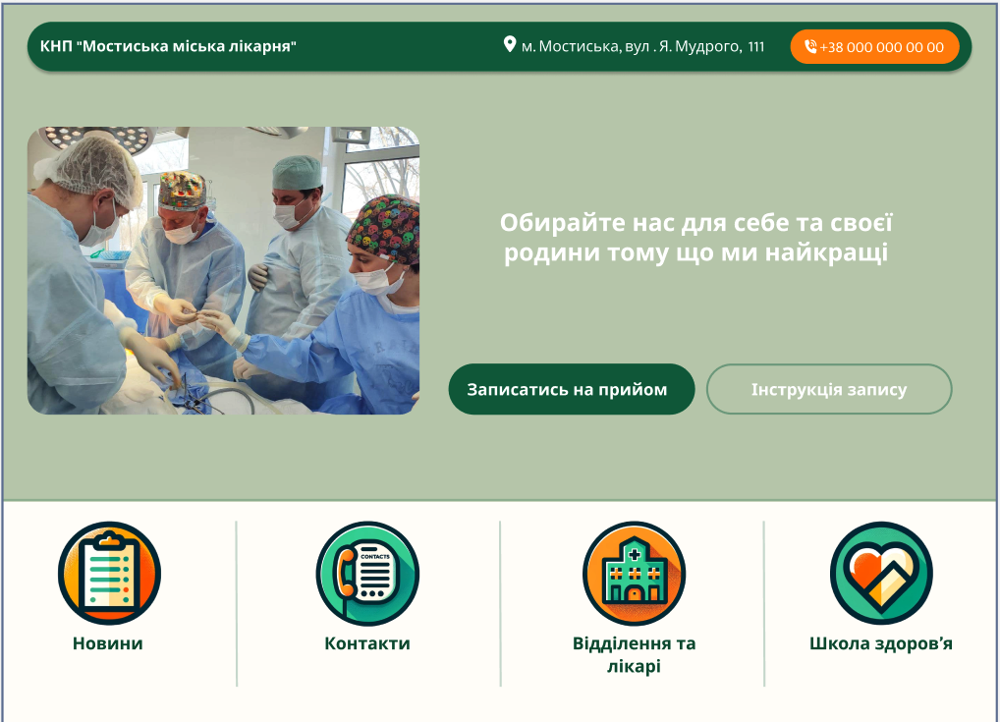 КНП "Мостиська міська лікарня"
м. Мостиська, вул . Я. Мудрого, 111
+38 000 000 00 00
Обирайте нас для себе та своєї
родини тому що ми найкращі
Записатись на прийом
Інструкція запису
CONTACTS
Новини
Контакти
Відділення та
лікарі
Школа здоров’я